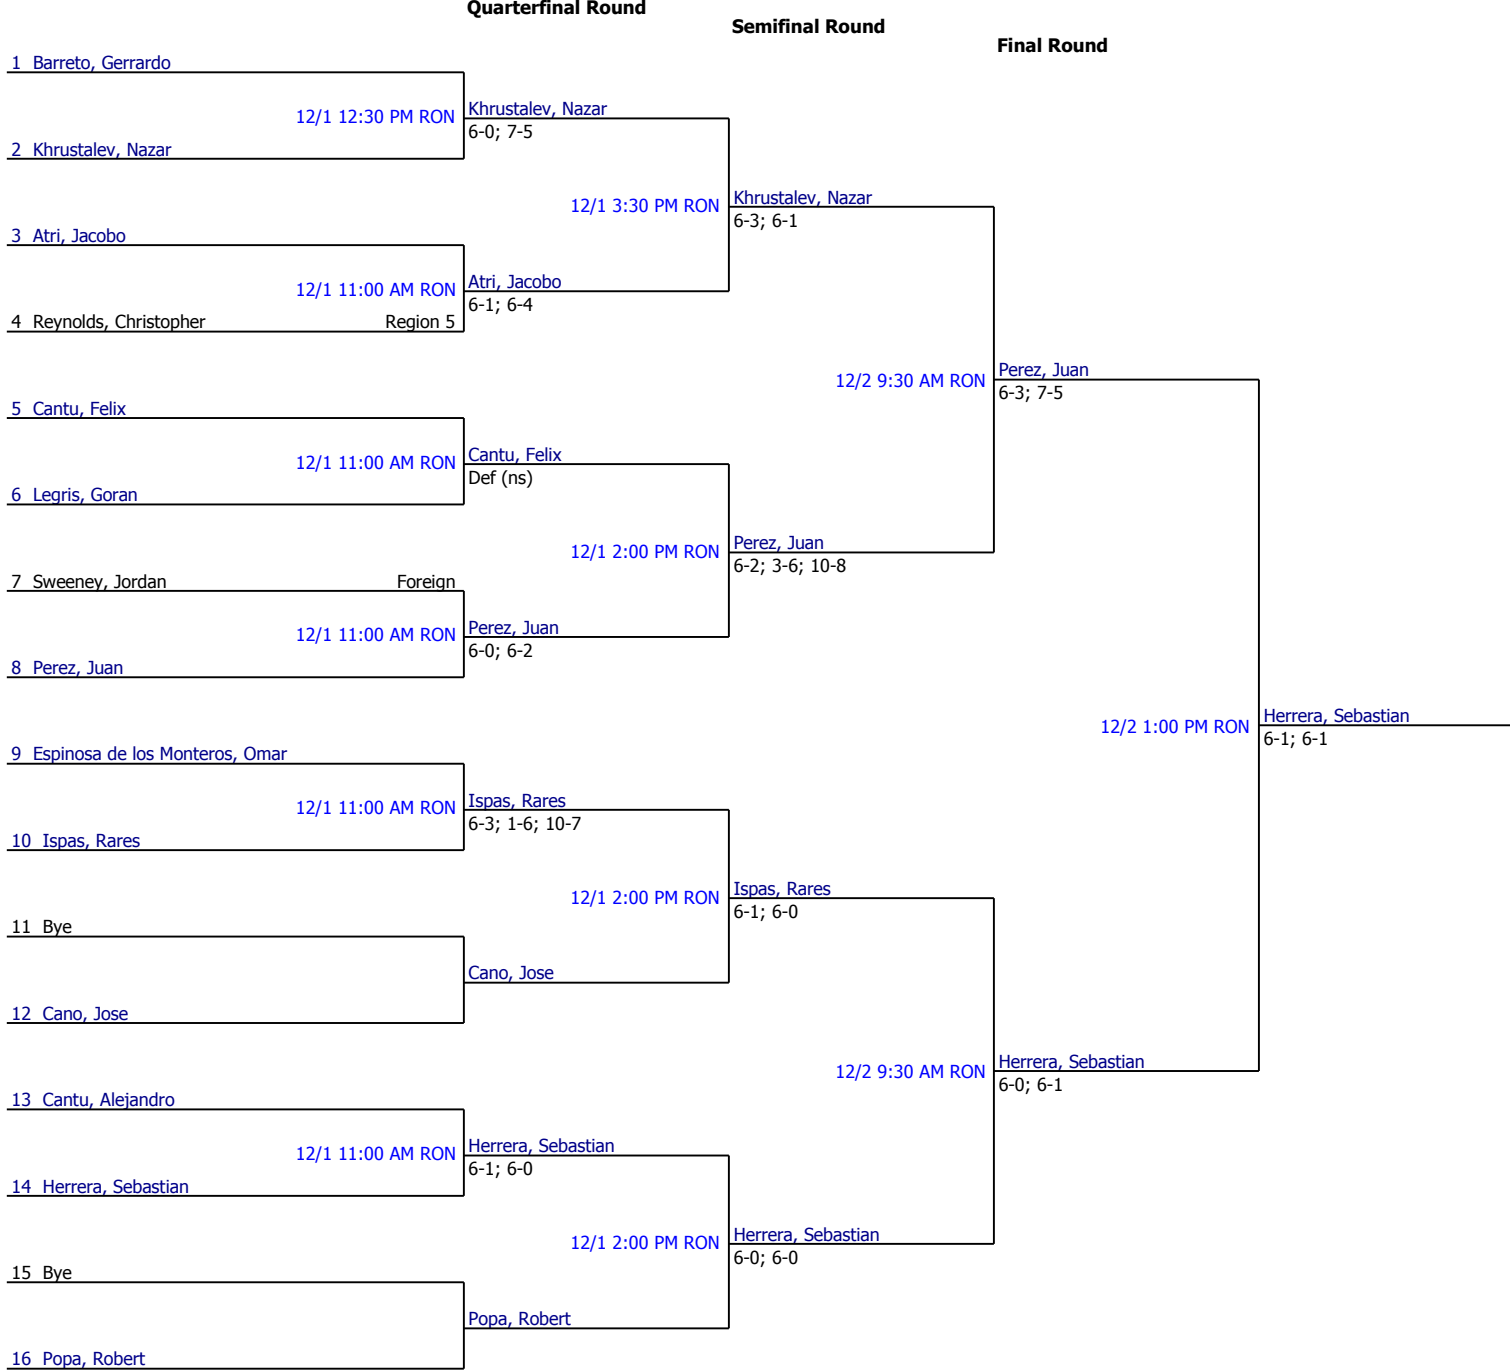 Quarterfinal Round
Semifinal Round
Final Round
1 Barreto, Gerrardo
12/1 12:30 PM RON
Khrustalev, Nazar
6-0; 7-5
2 Khrustalev, Nazar
12/1 3:30 PM RON
Khrustalev, Nazar
6-3; 6-1
3 Atri, Jacobo
12/1 11:00 AM RON
Atri, Jacobo
6-1; 6-4
4 Reynolds, Christopher Region 5
12/2 9:30 AM RON
Perez, Juan
6-3; 7-5
5 Cantu, Felix
12/1 11:00 AM RON
Cantu, Felix
Def (ns)
6 Legris, Goran
12/1 2:00 PM RON
Perez, Juan
6-2; 3-6; 10-8
7 Sweeney, Jordan Foreign
12/1 11:00 AM RON
Perez, Juan
6-0; 6-2
8 Perez, Juan
12/2 1:00 PM RON
Herrera, Sebastian
6-1; 6-1
9 Espinosa de los Monteros, Omar
12/1 11:00 AM RON
Ispas, Rares
6-3; 1-6; 10-7
10 Ispas, Rares
12/1 2:00 PM RON
Ispas, Rares
6-1; 6-0
11 Bye
Cano, Jose
12 Cano, Jose
12/2 9:30 AM RON
Herrera, Sebastian
6-0; 6-1
13 Cantu, Alejandro
12/1 11:00 AM RON
Herrera, Sebastian
6-1; 6-0
14 Herrera, Sebastian
12/1 2:00 PM RON
Herrera, Sebastian
6-0; 6-0
15 Bye
Popa, Robert
16 Popa, Robert